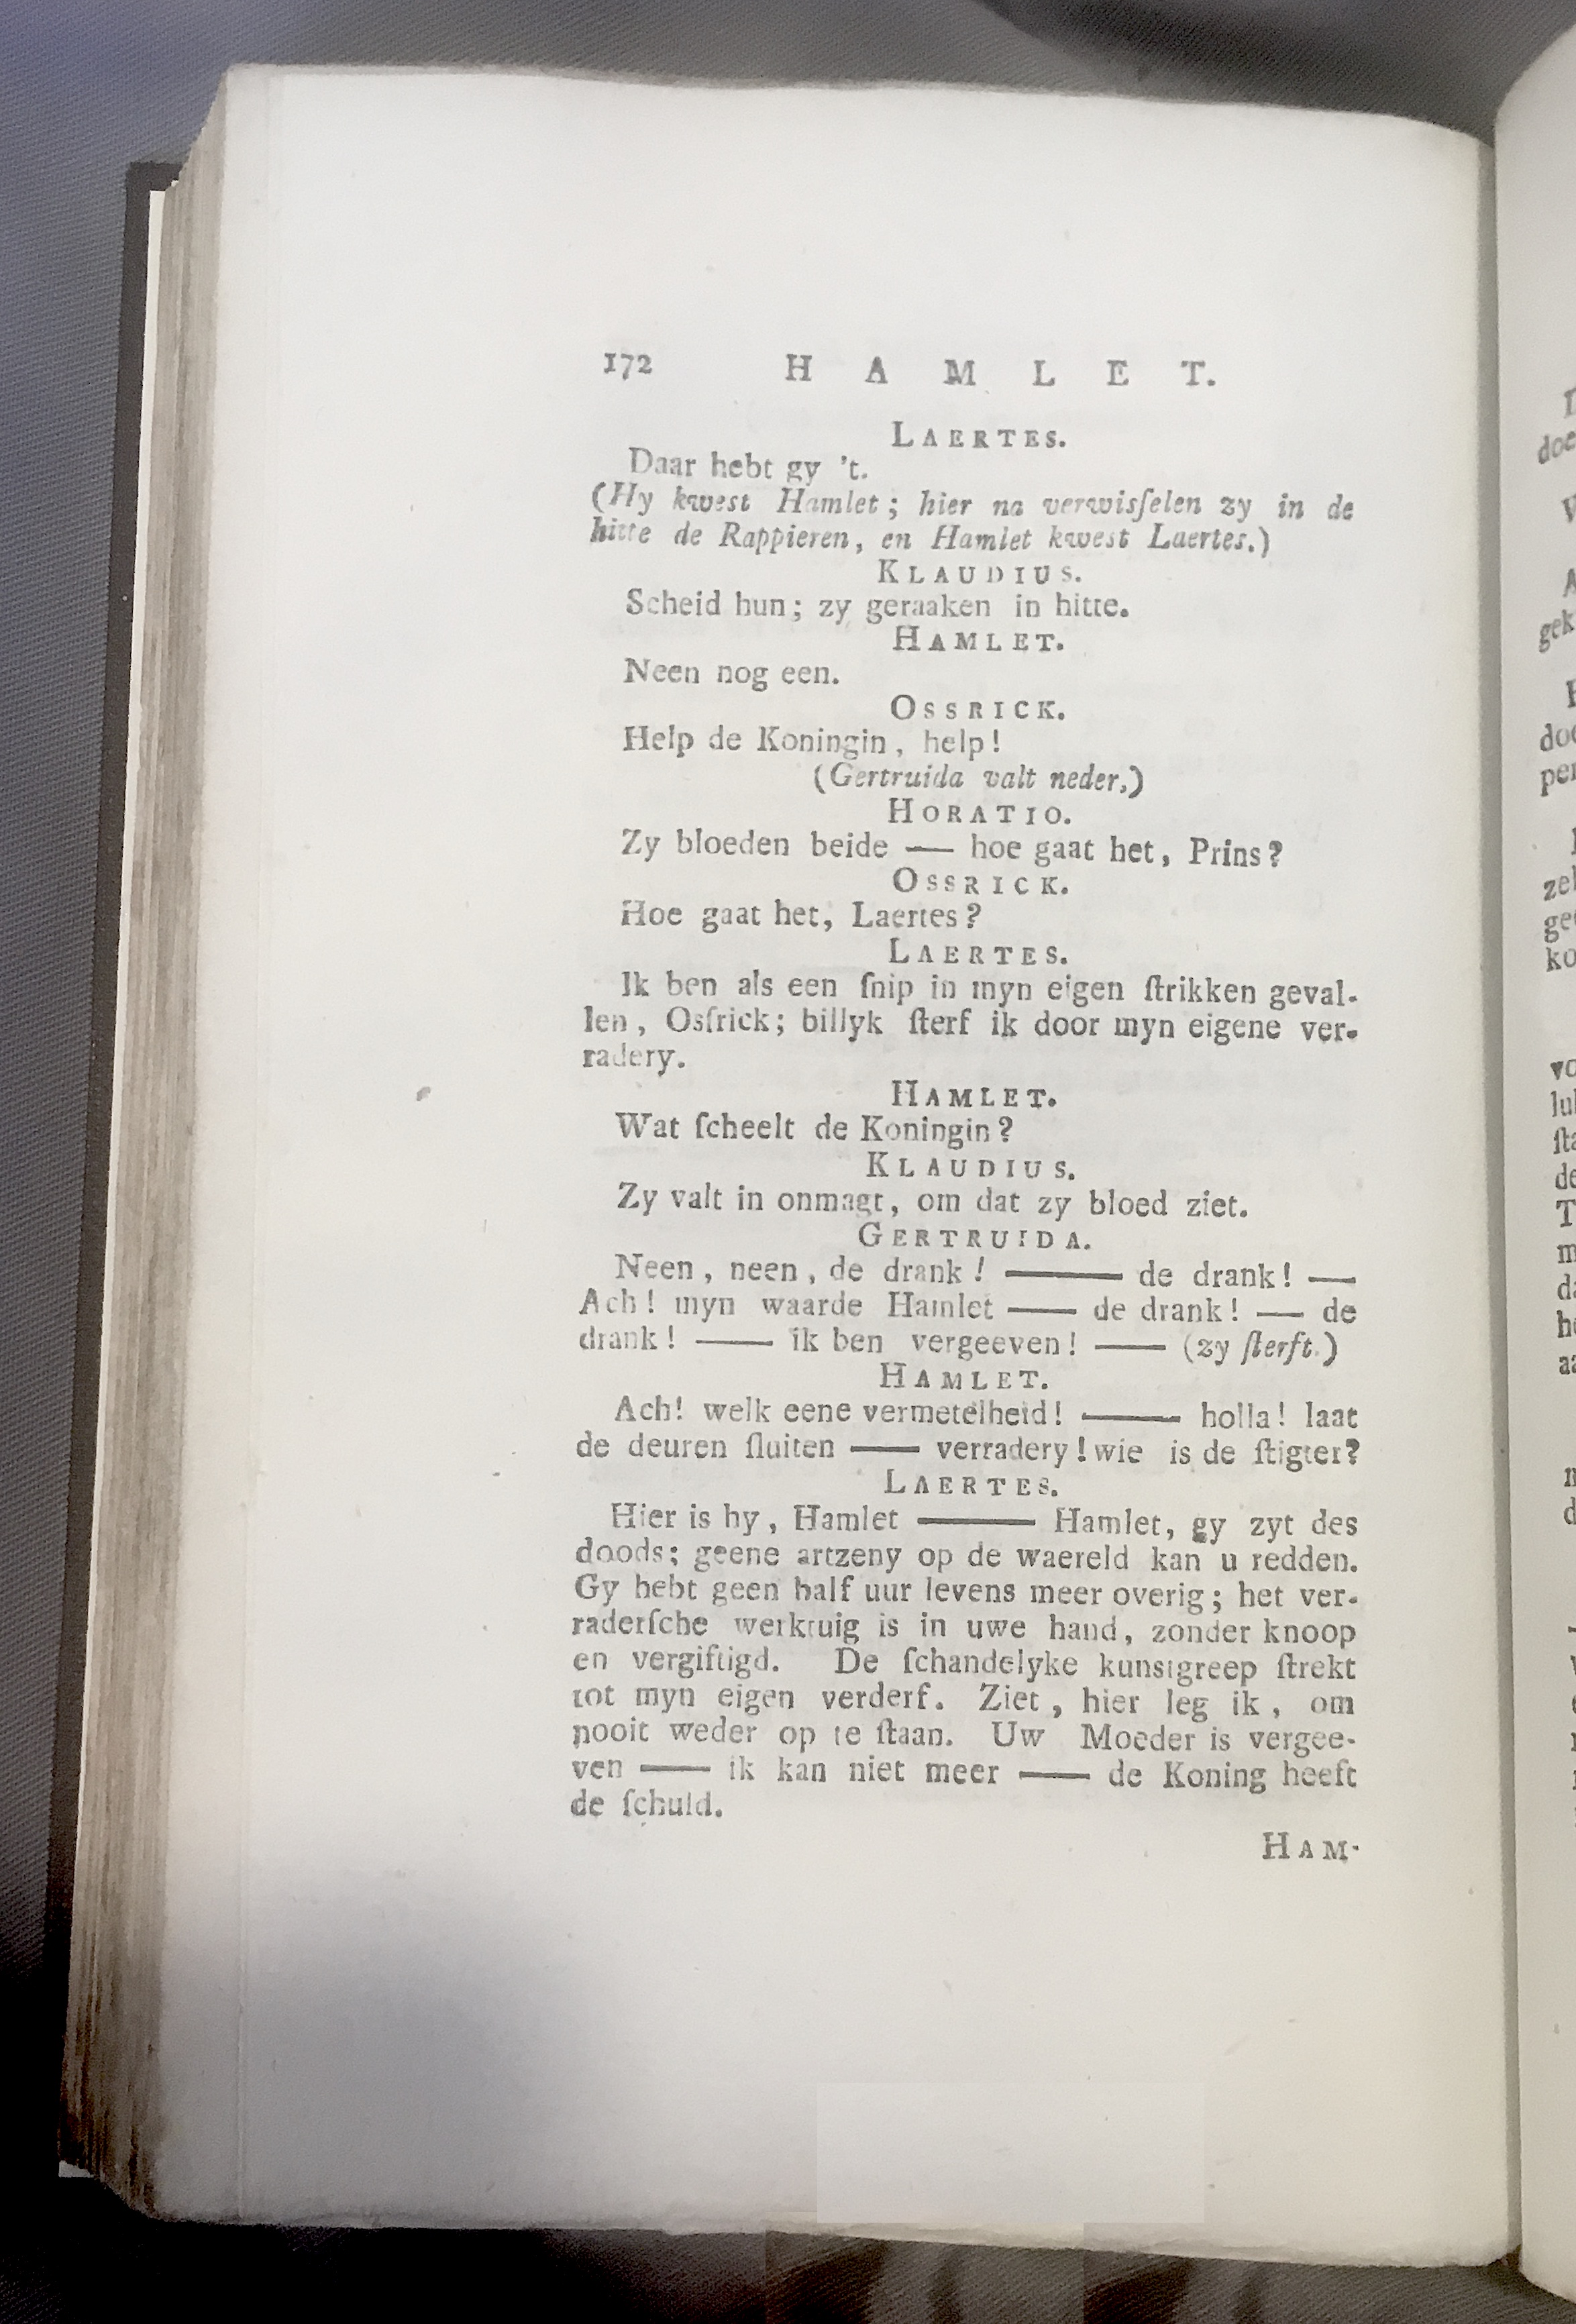 172 HAMLET.
LAERTES.
Daar hebt gy 't.
(Hy kwest Hamlet; hier na verwisſelen zy in de
hitte de Rappieren, en Hamlet kwest Laertes.)
KLAUDIUS.
Scheid hun; zy geraaken in hitte.
HAMLET.
Neen nog een.
OSSRICK.
Help de Koningin, help!
(Gertruida valt neder.)
HORATIO.
Zy bloeden beide — hoe gaat het, Prins?
OSSRICK.
Hoe gaat het, Laertes?
LAERTES.
Ik ben als een ſnip in myn eigen ſtrikken geval-
len, Osſrick; billyk ſterf ik door myn eigene ver-
radery.
HAMLET.
Wat ſcheelt de Koningin?
KLAUDIUS.
Zy valt in onmagt, om dat zy bloed ziet.
GERTRUIDA.
Neen, neen, de drank! —— de drank! —
Ach! myn waarde Hamlet —— de drank! — de
drank! —— ik ben vergeeven! —— (zy ſterft.)
HAMLET.
Ach! welk eene vermetelheid! —— holla! laat
de deuren ſluiten —— verradery! wie is de ſtigter?
LAERTES.
Hier is hy, Hamlet —— Hamlet, gy zyt des
doods; geene artzeny op de waereld kan u redden.
Gy hebt geen half uur levens meer overig; het ver-
raderſche werktuig is in uwe hand, zonder knoop
en vergiftigd. De ſchandelyke kunstgreep ſtrekt
tot myn eigen verderf. Ziet, hier leg ik, om
nooit weder op te ſtaan. Uw Moeder is vergee-
ven —— ik kan niet meer —— de Koning heeft
de ſchuld.
HAM-